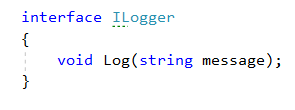 interface ILogger
{
    void Log(string message);
}